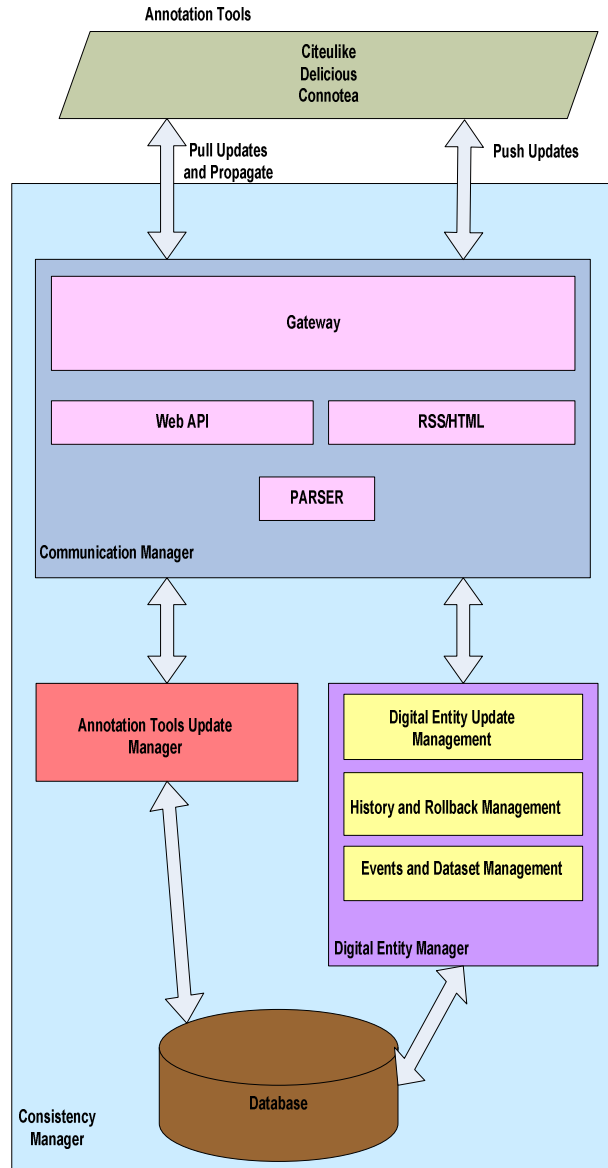 Annotation Tools
Citeulike
Delicious
Connotea
Pull Updates
and Propagate
Push Updates
Gateway
Web API
RSS/HTML
PARSER
Communication Manager
Annotation Tools Update
Manager
Digital Entity Update
Management
History and Rollback Management
Events and Dataset Management
Digital Entity Manager
Database
Consistency
Manager